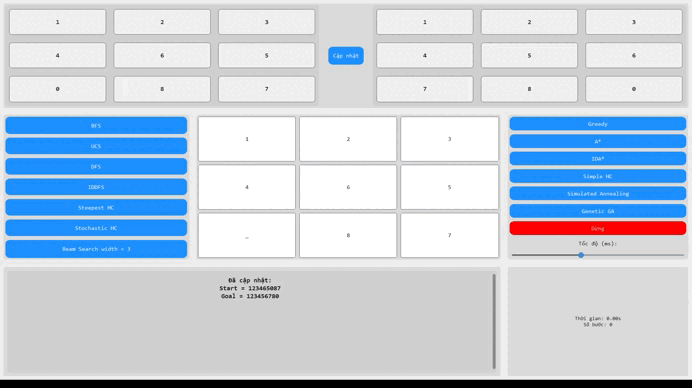 1 2 3
4 6 5
0 8 7
Cập nhật
1 2 3
4 5 6
7 8 0
BFS
UCS
DFS
IDDFS
Steepest HC
Stochastic HC
Beam Search width = 3
1 2 3
4 6 5
_ 8 7
Greedy
A*
IDA*
Simple HC
Simulated Annealing
Genetic GA
Dừng
Tốc độ (ms):
Đã cập nhật:
Start = 123465087
Goal = 123456780
Thời gian: 0.00s
Số bước: 0